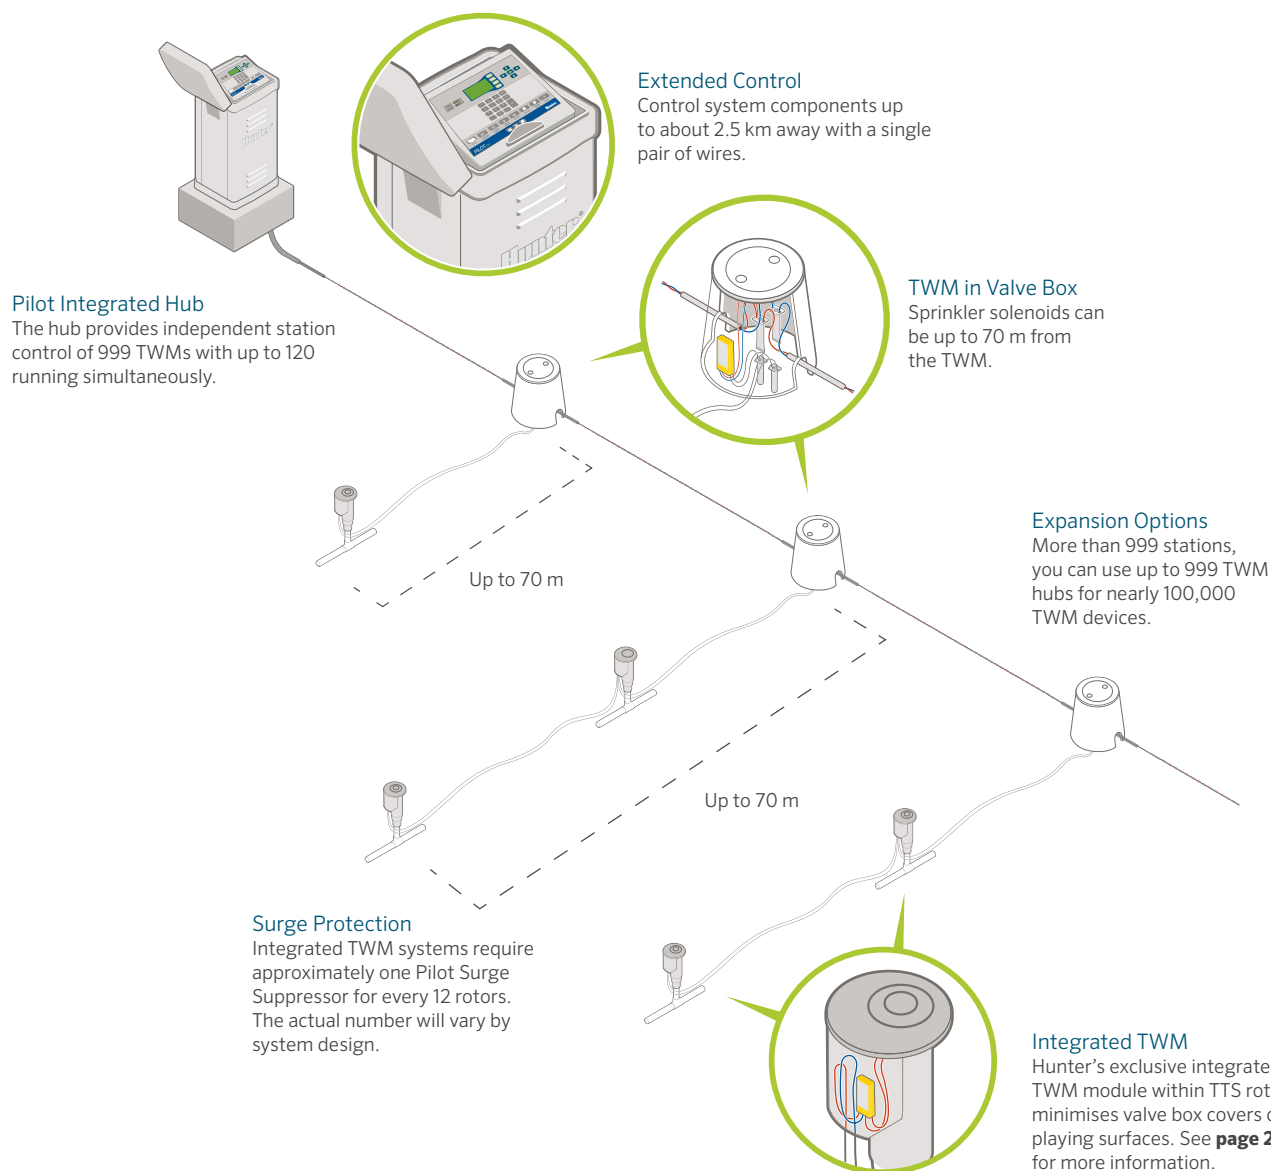 Extended Control
Control system components up
to about 2.5 km away with a single
pair of wires.
PILOT
Hunter
Pilot Integrated Hub
The hub provides independent station
control of 999 TWMs with up to 120
running simultaneously.
TWM in Valve Box
Sprinkler solenoids can
be up to 70 m from
the TWM.
Expansion Options
More than 999 stations,
you can use up to 999 TWM
hubs for nearly 100,000
TWM devices.
Up to 70 m
Up to 70 m
Surge Protection
Integrated TWM systems require
approximately one Pilot Surge
Suppressor for every 12 rotors.
The actual number will vary by
system design.
Integrated TWM
Hunter’s exclusive integrate
TWM module within TTS rot
minimises valve box covers
playing surfaces. See page 2
for more information.